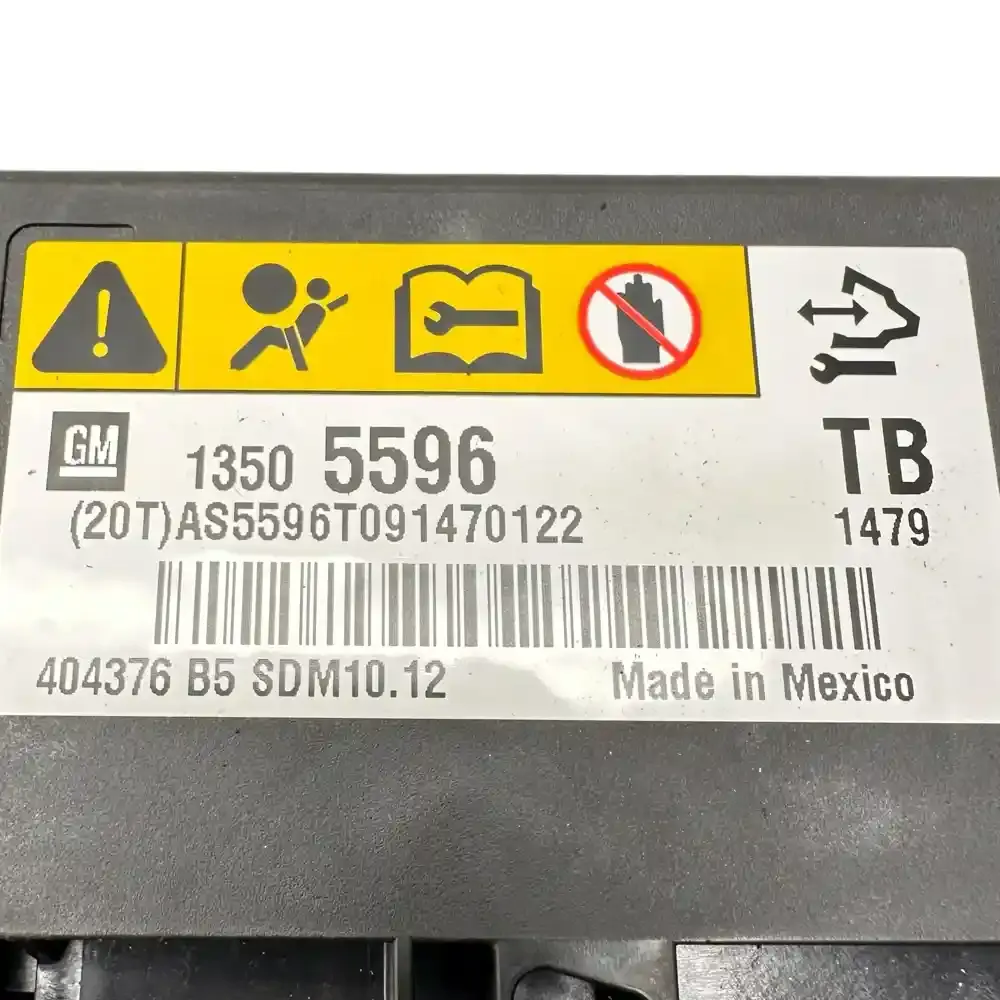 GM 1350 5596 TB
(20T)AS5596T091470122 1479
404376 B5 SDM10.12 Made in Mexico